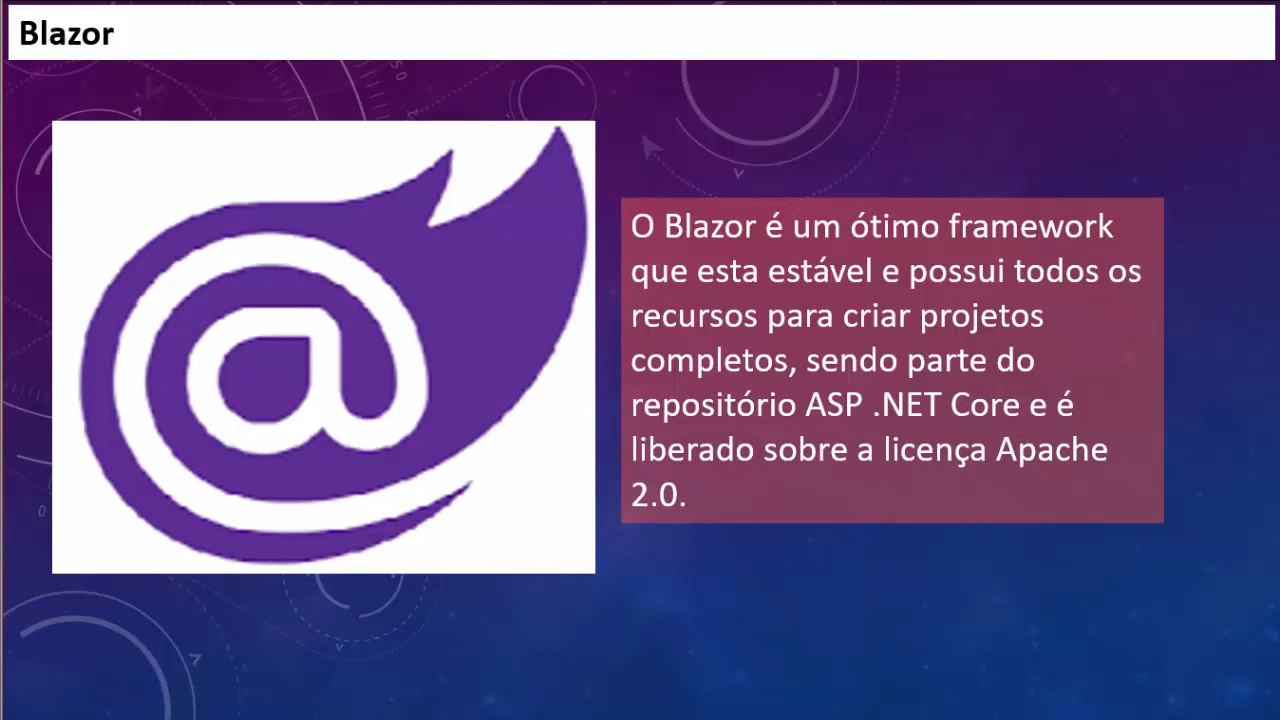 Blazor
O Blazor é um ótimo framework
que esta estável e possui todos os
recursos para criar projetos
completos, sendo parte do
repositório ASP .NET Core e é
liberado sobre a licença Apache
2.0.